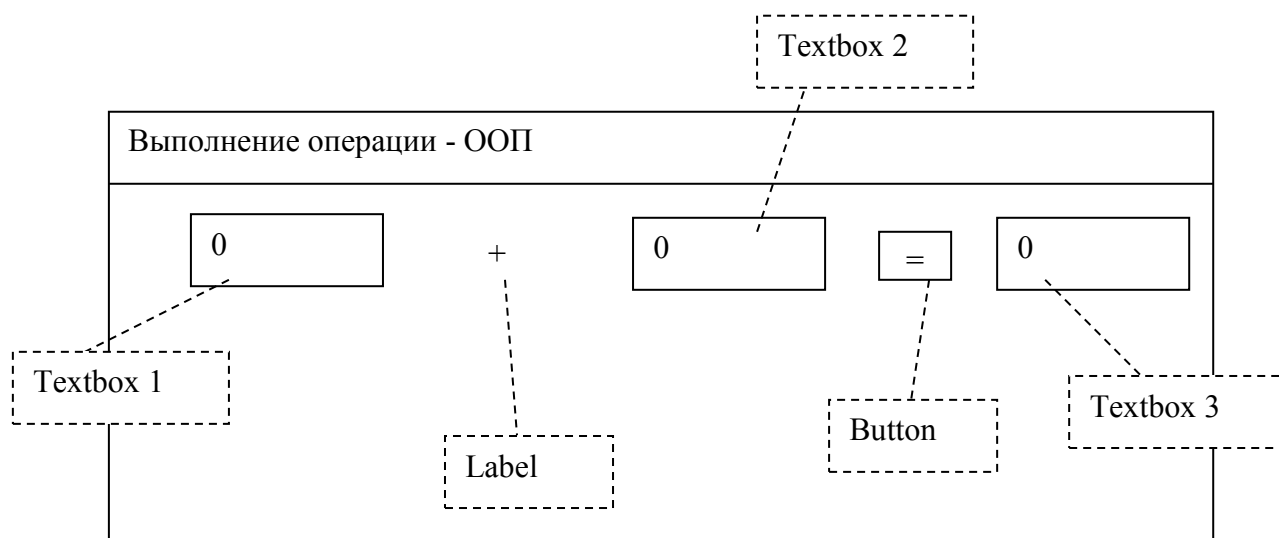 Textbox 2
Выполнение операции - ООП
0 + 0 = 0
Textbox 1
Textbox 3
Button
Label